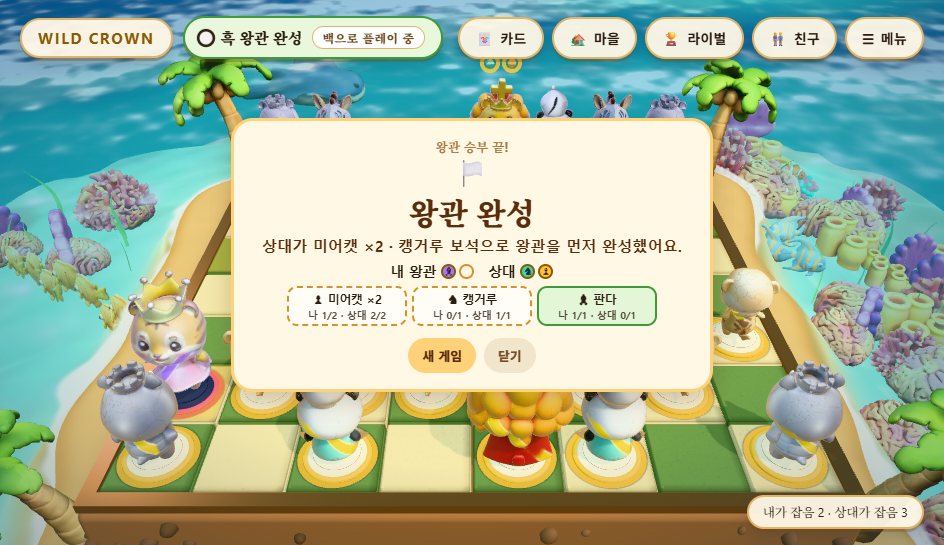 WILD CROWN
흑 왕관 완성
백으로 플레이 중
카드
마을
라이벌
친구
☰ 메뉴
왕관 승부 끝!
왕관 완성
상대가 미어캣 ×2 · 캥거루 보석으로 왕관을 먼저 완성했어요.
내 왕관 상대
미어캣 ×2
나 1/2 · 상대 2/2
캥거루
나 0/1 · 상대 1/1
판다
나 1/1 · 상대 0/1
새 게임
닫기
내가 잡음 2 · 상대가 잡음 3